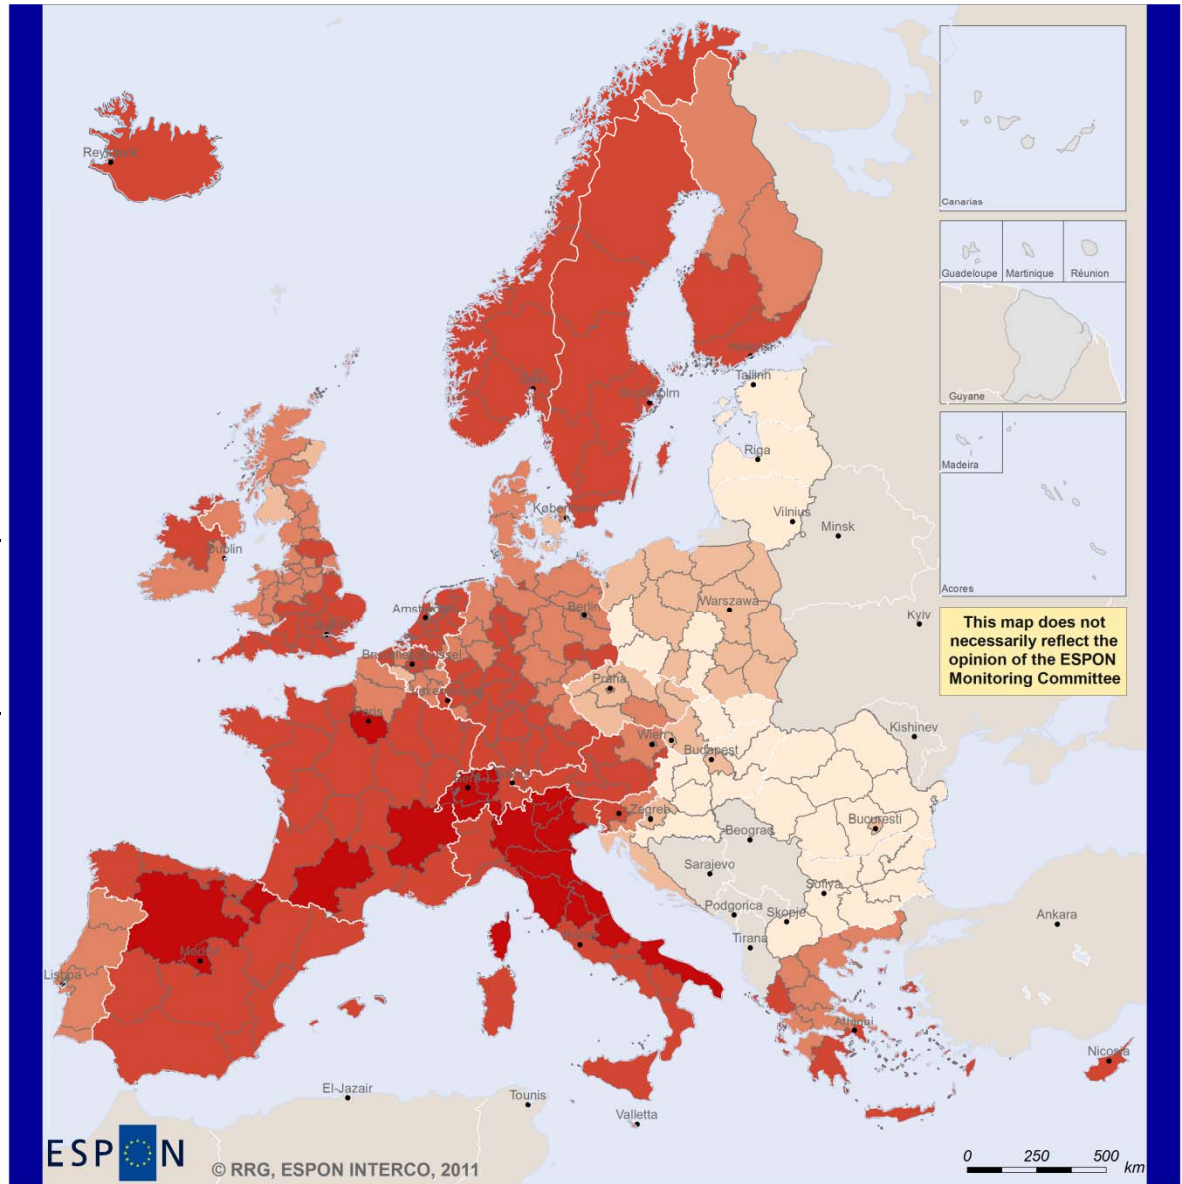 Reykjavik
Canarias
Guadeloupe
Martinique
Réunion
Guyane
Madeira
Acores
This map does not
necessarily reflect the
opinion of the ESPON
Monitoring Committee
Oslo
Stockholm
Tallinn
Riga
Vilnius
Minsk
København
Dublin
Amsterdam
Berlin
Warszawa
Kyiv
Praha
Paris
Wien
Budapest
Kishinev
Bern
Zagreb
Beograd
Bucuresti
Sarajevo
Sofiya
Podgorica
Skopje
Tirana
Ankara
Madrid
Lisboa
Athinai
Nicosia
El-Jazair
Tounis
Valletta
ESPON
© RRG, ESPON INTERCO, 2011
0 250 500 km